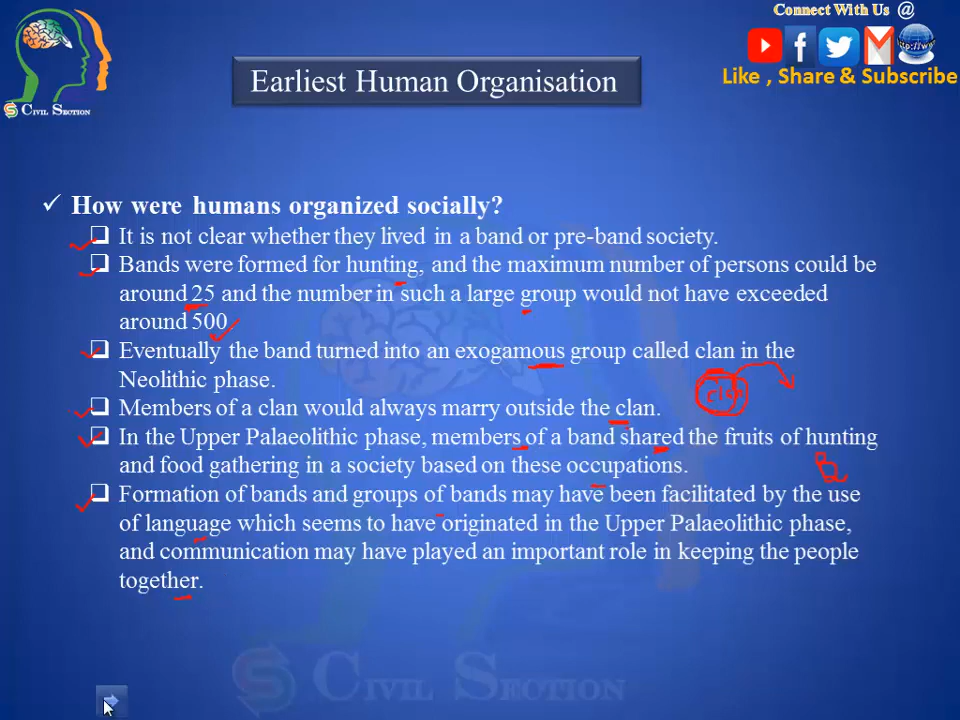 Connect With Us @
http://www
Like , Share & Subscribe
CIVIL SECTION
Earliest Human Organisation
✓ How were humans organized socially?
❑ It is not clear whether they lived in a band or pre-band society.
❑ Bands were formed for hunting, and the maximum number of persons could be
around 25 and the number in such a large group would not have exceeded
around 500.
❑ Eventually the band turned into an exogamous group called clan in the
Neolithic phase.
clan
❑ Members of a clan would always marry outside the clan.
❑ In the Upper Palaeolithic phase, members of a band shared the fruits of hunting
and food gathering in a society based on these occupations.
❑ Formation of bands and groups of bands may have been facilitated by the use
of language which seems to have originated in the Upper Palaeolithic phase,
and communication may have played an important role in keeping the people
together.
CIVIL SECTION